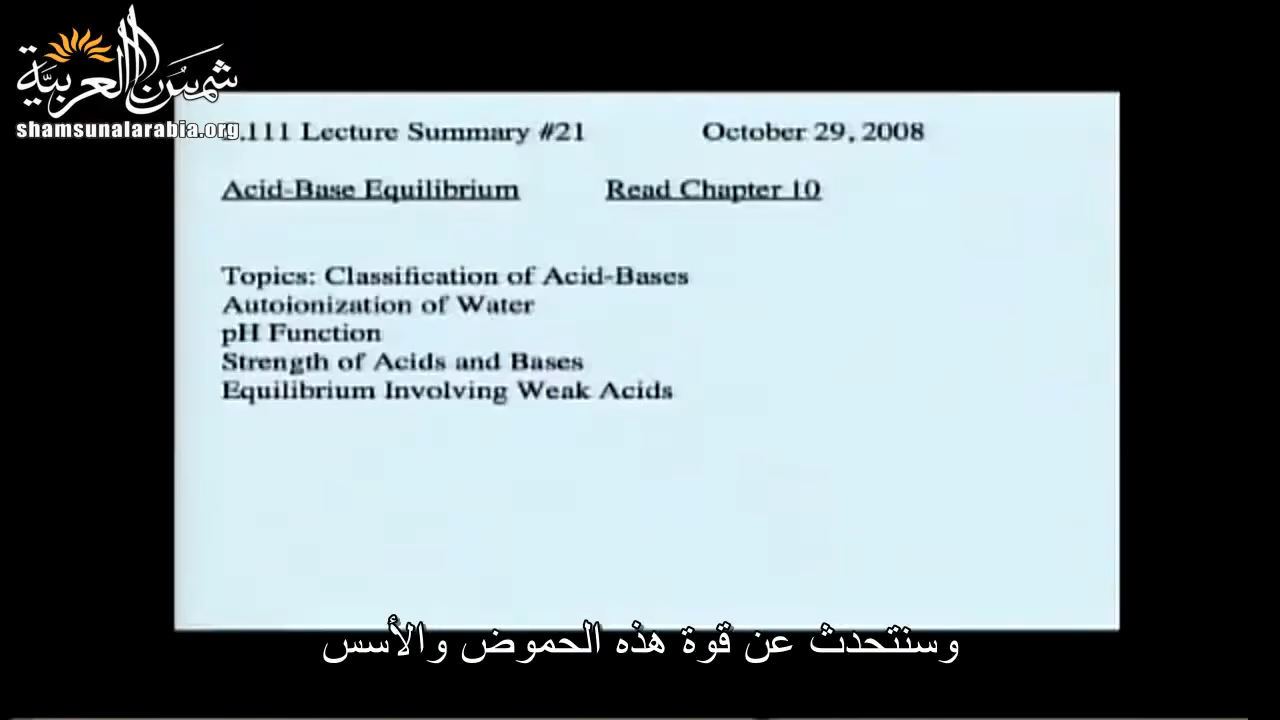 شمس العربية
shamsunalarabia.org
.111 Lecture Summary #21 October 29, 2008
Acid-Base Equilibrium Read Chapter 10
Topics: Classification of Acid-Bases
Autoionization of Water
pH Function
Strength of Acids and Bases
Equilibrium Involving Weak Acids
وسنتحدث عن قوة هذه الحموض والأسس